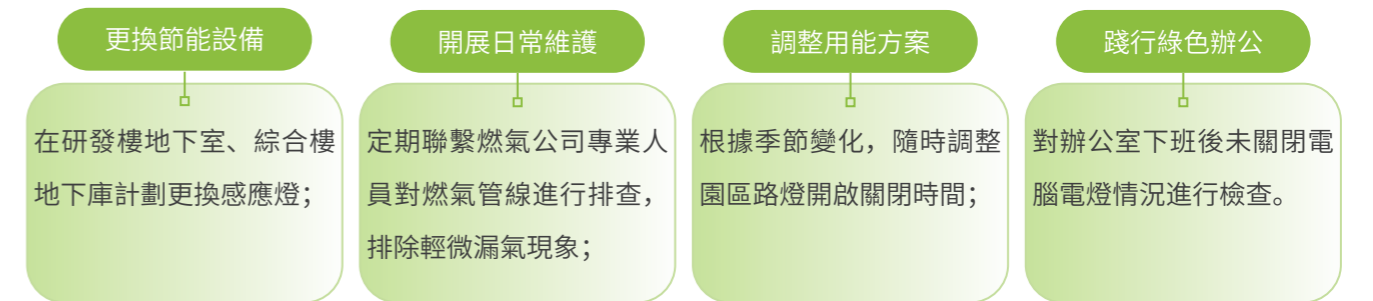 更換節能設備
在研發樓地下室、綜合樓
地下庫計劃更換感應燈；
開展日常維護
定期聯繫燃氣公司專業人
員對燃氣管線進行排查，
排除輕微漏氣現象；
調整用能方案
根據季節變化，隨時調整
園區路燈開啟關閉時間；
踐行綠色辦公
對辦公室下班後未關閉電
腦電燈情況進行檢查。